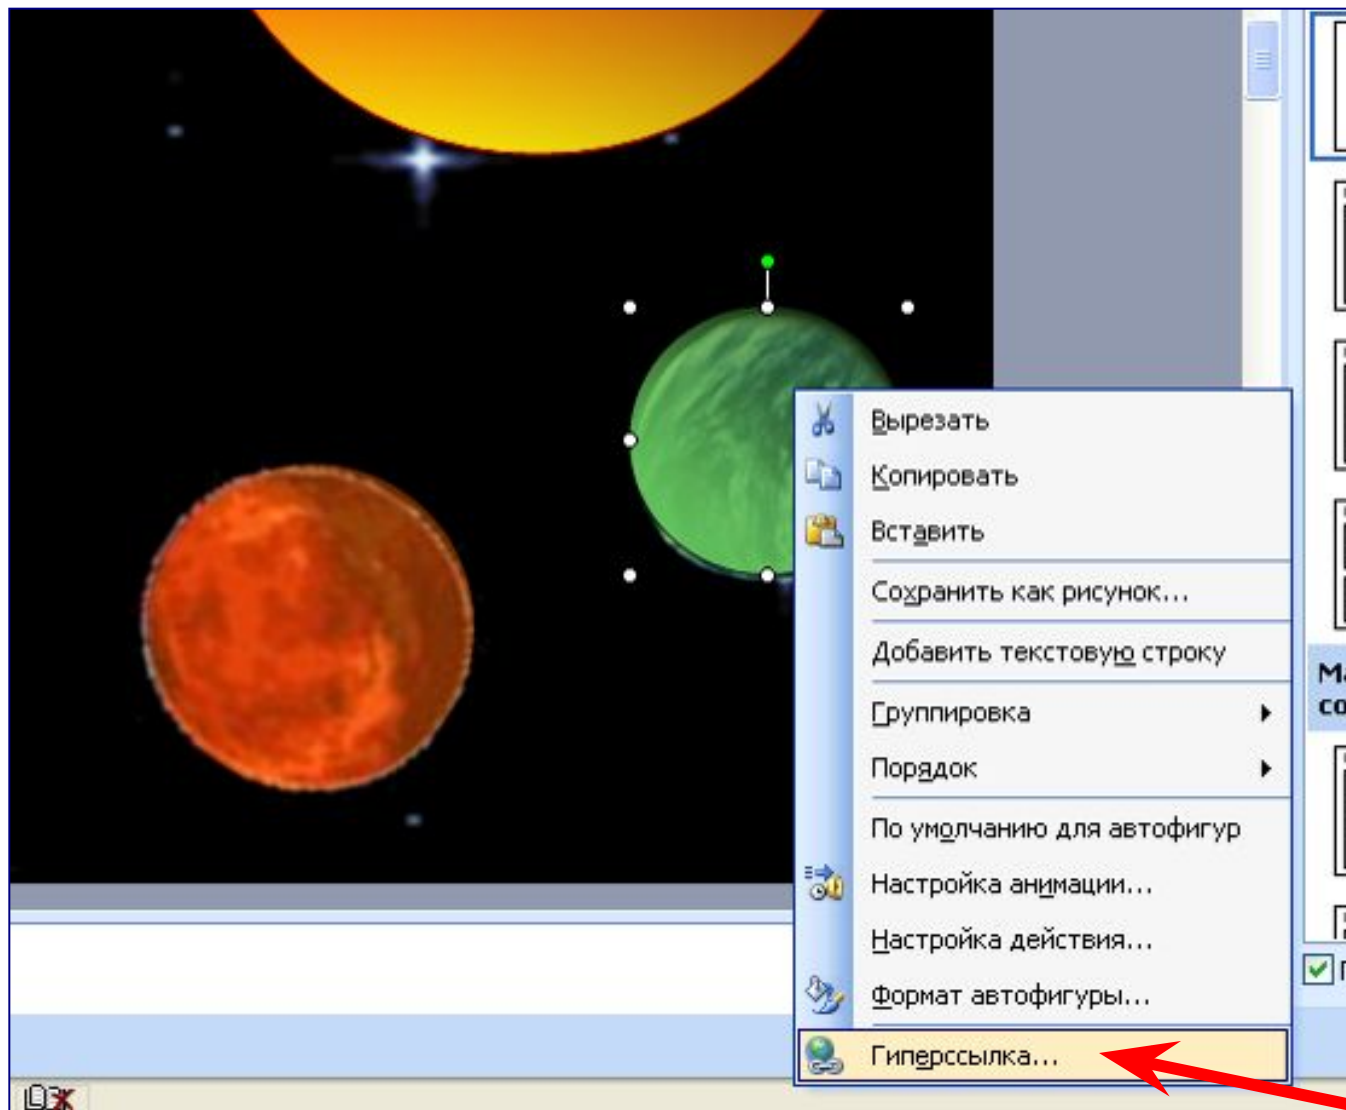 Вырезать
Копировать
Вставить
Сохранить как рисунок...
Добавить текстовую строку
Группировка
Порядок
По умолчанию для автофигур
Настройка анимации...
Настройка действия...
Формат автофигуры...
Гиперссылка...